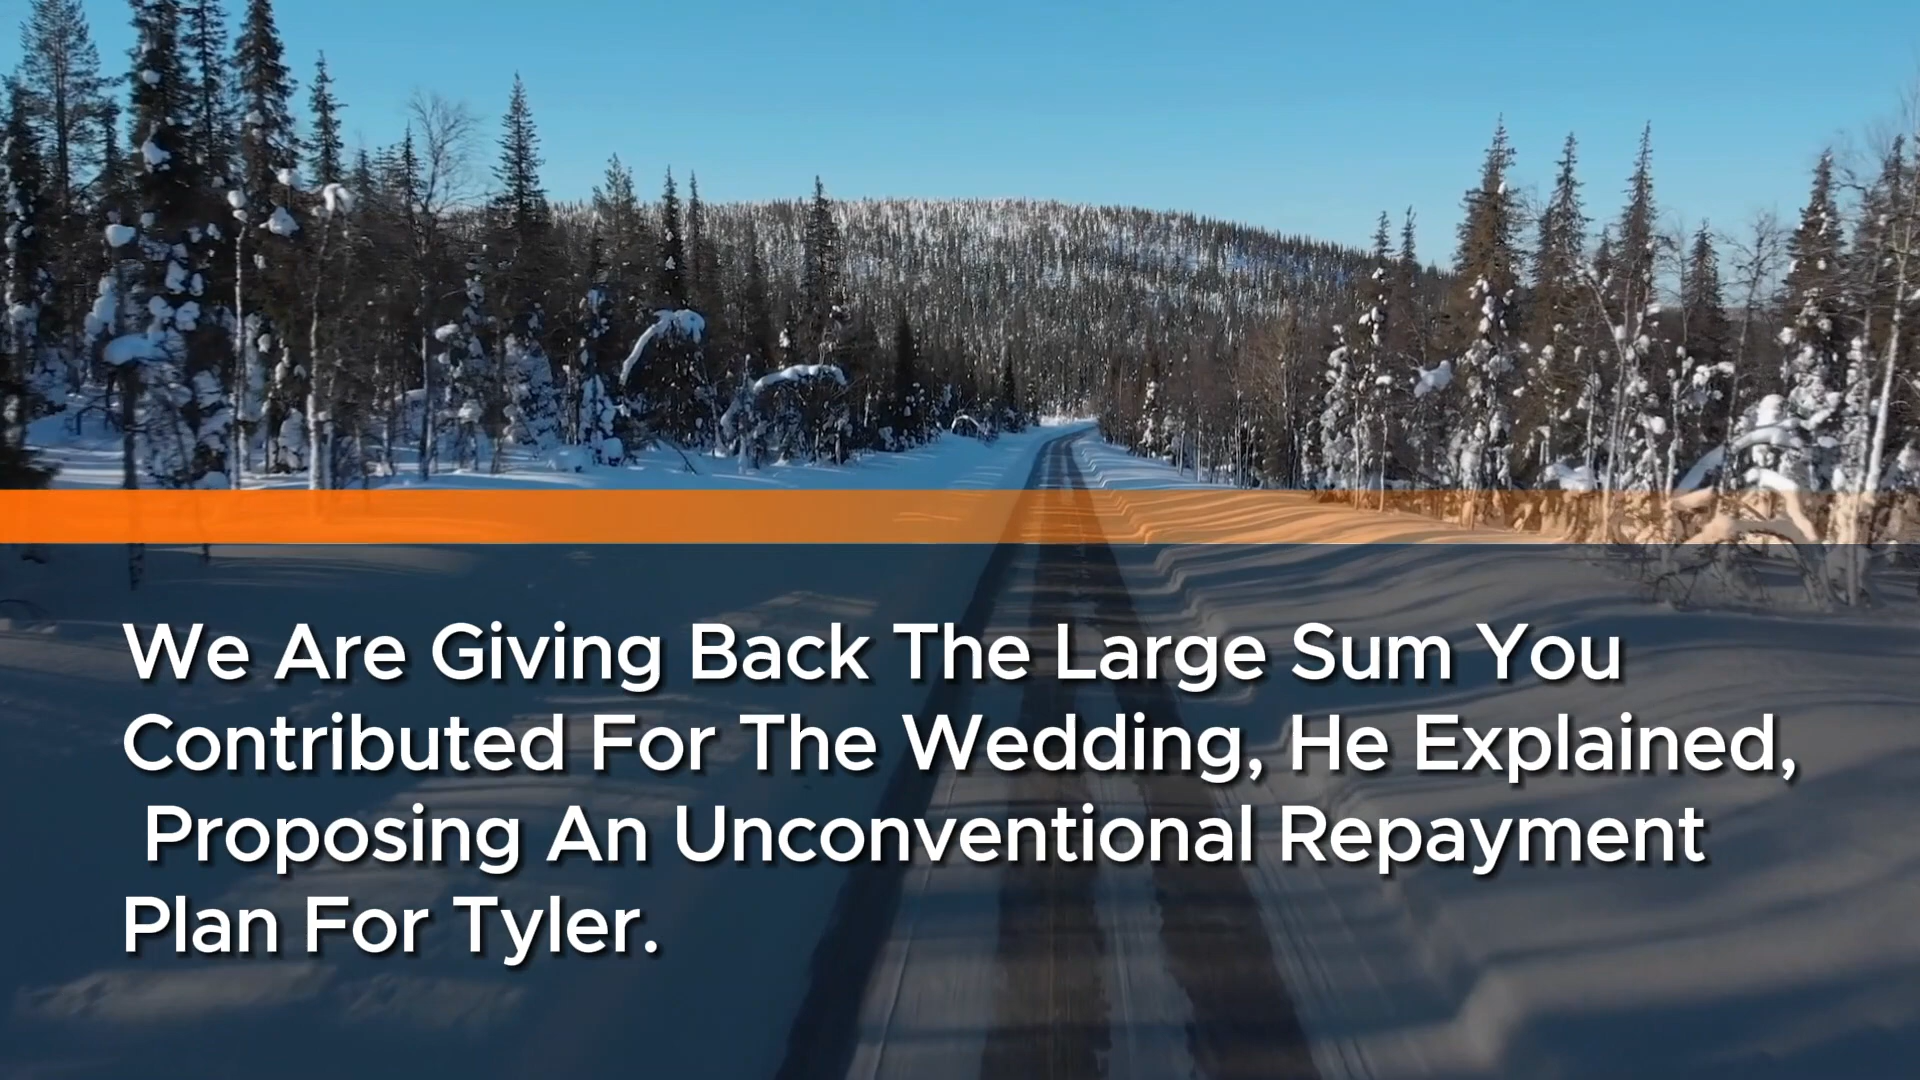 We Are Giving Back The Large Sum You
Contributed For The Wedding, He Explained,
Proposing An Unconventional Repayment
Plan For Tyler.